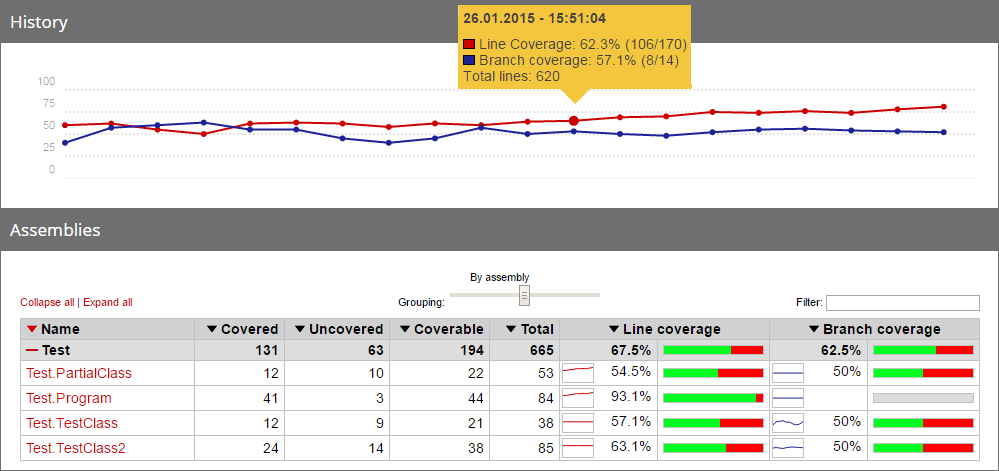 History
26.01.2015 - 15:51:04
Line Coverage: 62.3% (106/170)
Branch coverage: 57.1% (8/14)
Total lines: 620
100
75
50
25
0
Assemblies
By assembly
Collapse all | Expand all
Grouping:
Filter:
Name Covered Uncovered Coverable Total Line coverage Branch coverage
Test 131 63 194 665 67.5% 62.5%
Test.PartialClass 12 10 22 53 54.5% 50%
Test.Program 41 3 44 84 93.1%
Test.TestClass 12 9 21 38 57.1% 50%
Test.TestClass2 24 14 38 85 63.1% 50%